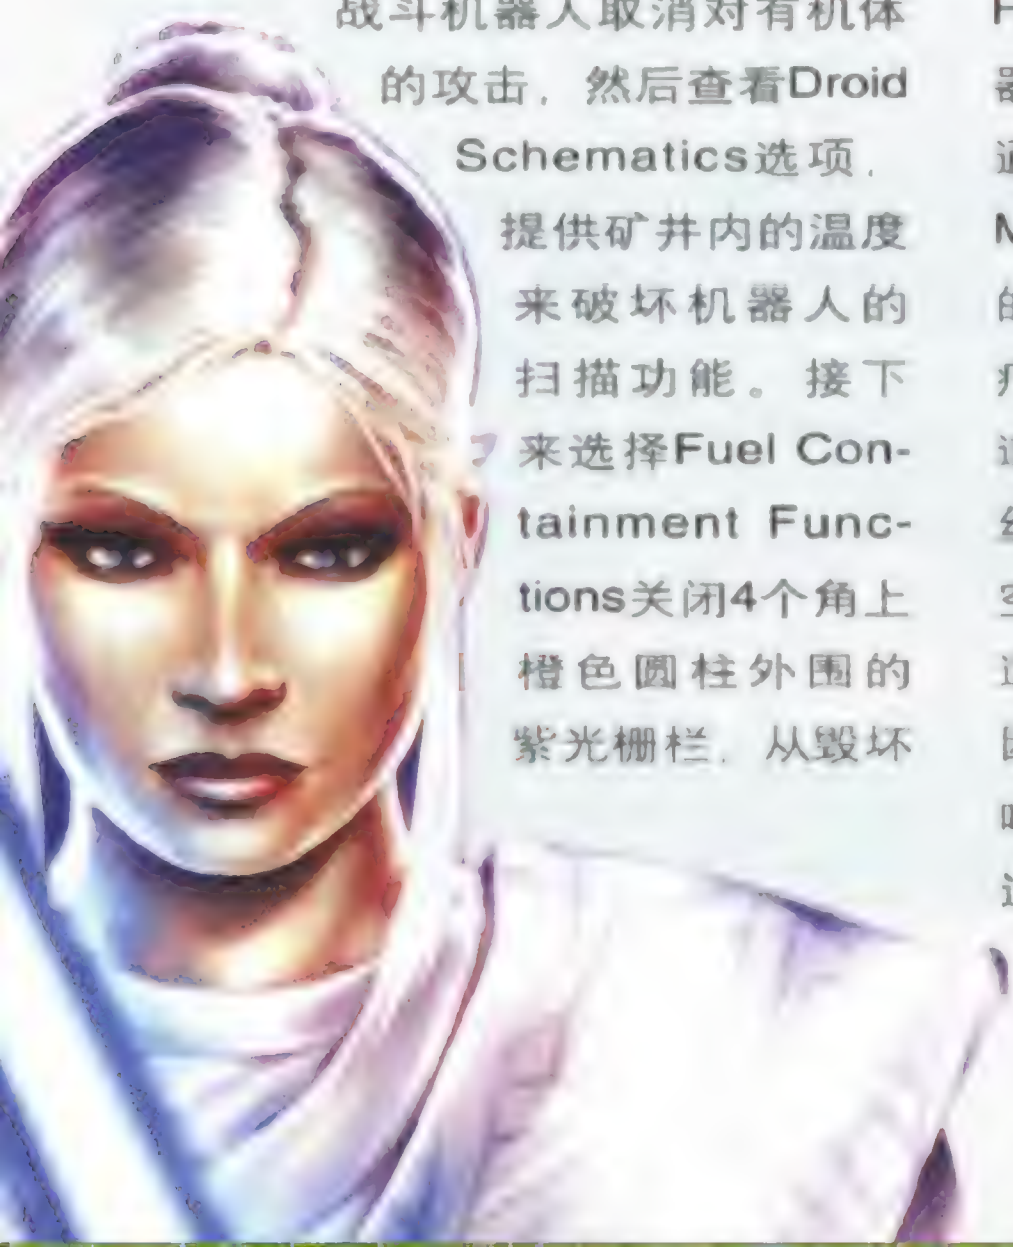 战斗机器人取消对有机体
的攻击，然后查看Droid
Schematics选项，
提供矿井内的温度
来破坏机器人的
扫描功能。接下
来选择Fuel Con-
tainment Func-
tions关闭4个角上
橙色圆柱外围的
紫光栅栏，从毁坏